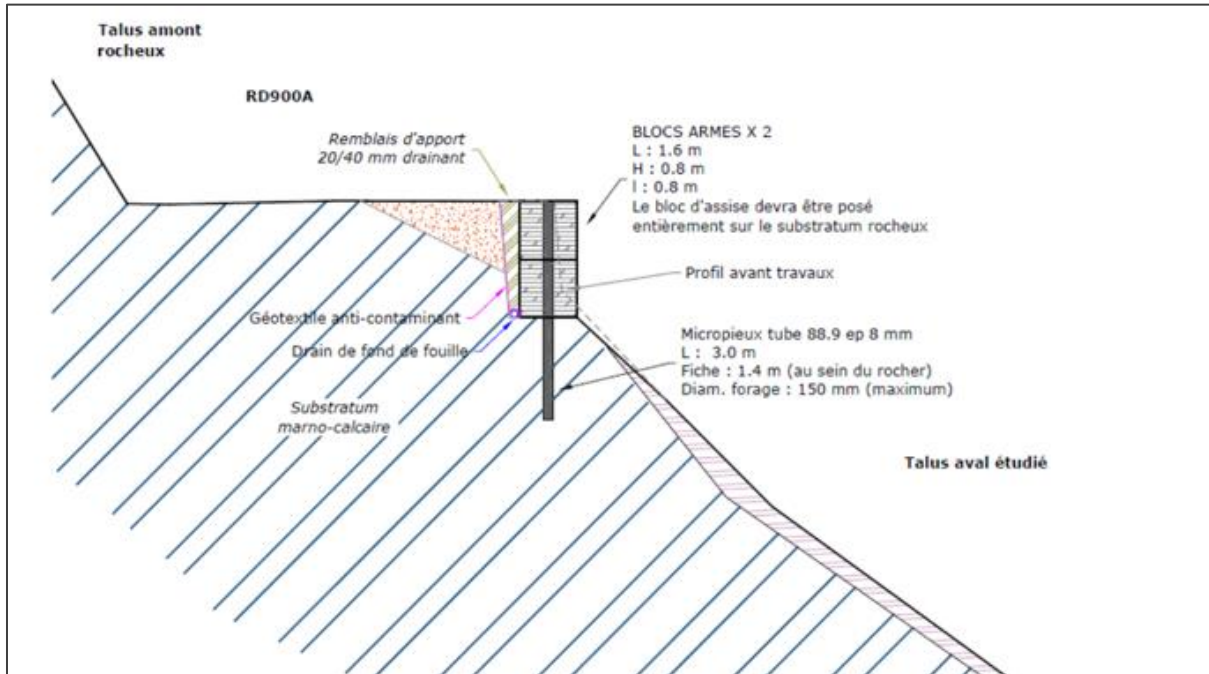 Talus amont
rocheux
RD900A
Remblais d'apport
20/40 mm drainant
BLOCS ARMES X 2
L : 1.6 m
H : 0.8 m
l : 0.8 m
Le bloc d'assise devra être posé
entièrement sur le substratum rocheux
Profil avant travaux
Géotextile anti-contaminant
Drain de fond de fouille
Micropieux tube 88.9 ep 8 mm
L : 3.0 m
Fiche : 1.4 m (au sein du rocher)
Diam. forage : 150 mm (maximum)
Substratum
marno-calcaire
Talus aval étudié